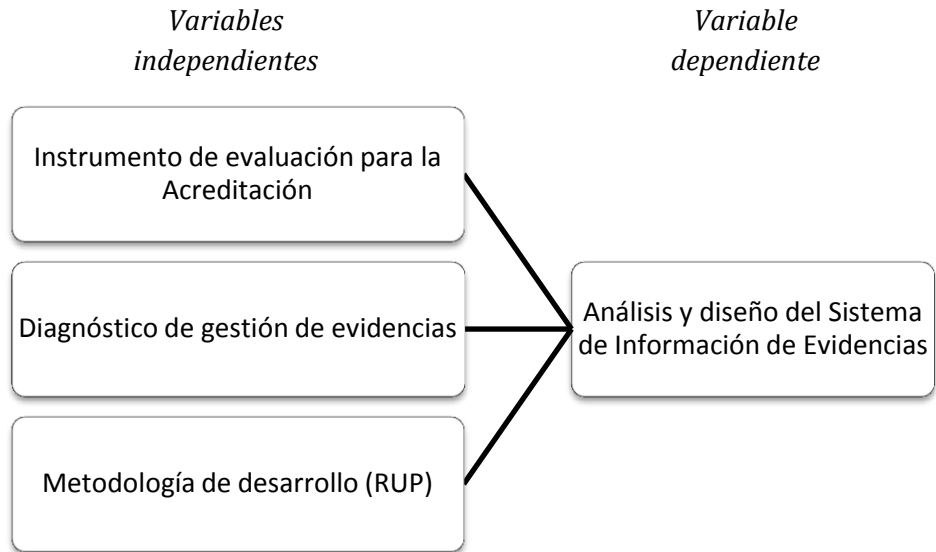 Variables
independientes
Variable
dependiente
Instrumento de evaluación para la
Acreditación
Diagnóstico de gestión de evidencias
Metodología de desarrollo (RUP)
Análisis y diseño del Sistema
de Información de Evidencias